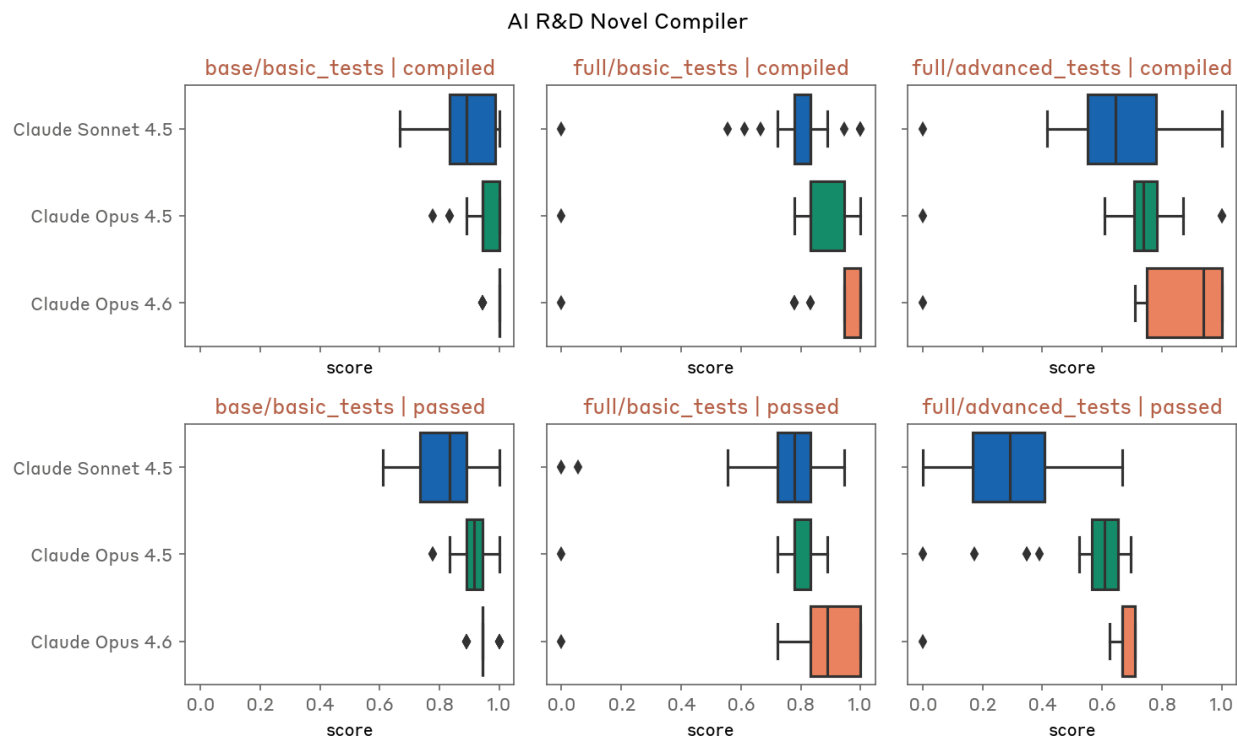 AI R&D Novel Compiler
base/basic_tests | compiled
full/basic_tests | compiled
full/advanced_tests | compiled
Claude Sonnet 4.5
Claude Opus 4.5
Claude Opus 4.6
score
score
score
base/basic_tests | passed
full/basic_tests | passed
full/advanced_tests | passed
Claude Sonnet 4.5
Claude Opus 4.5
Claude Opus 4.6
0.0 0.2 0.4 0.6 0.8 1.0
0.0 0.2 0.4 0.6 0.8 1.0
0.0 0.2 0.4 0.6 0.8 1.0
score
score
score